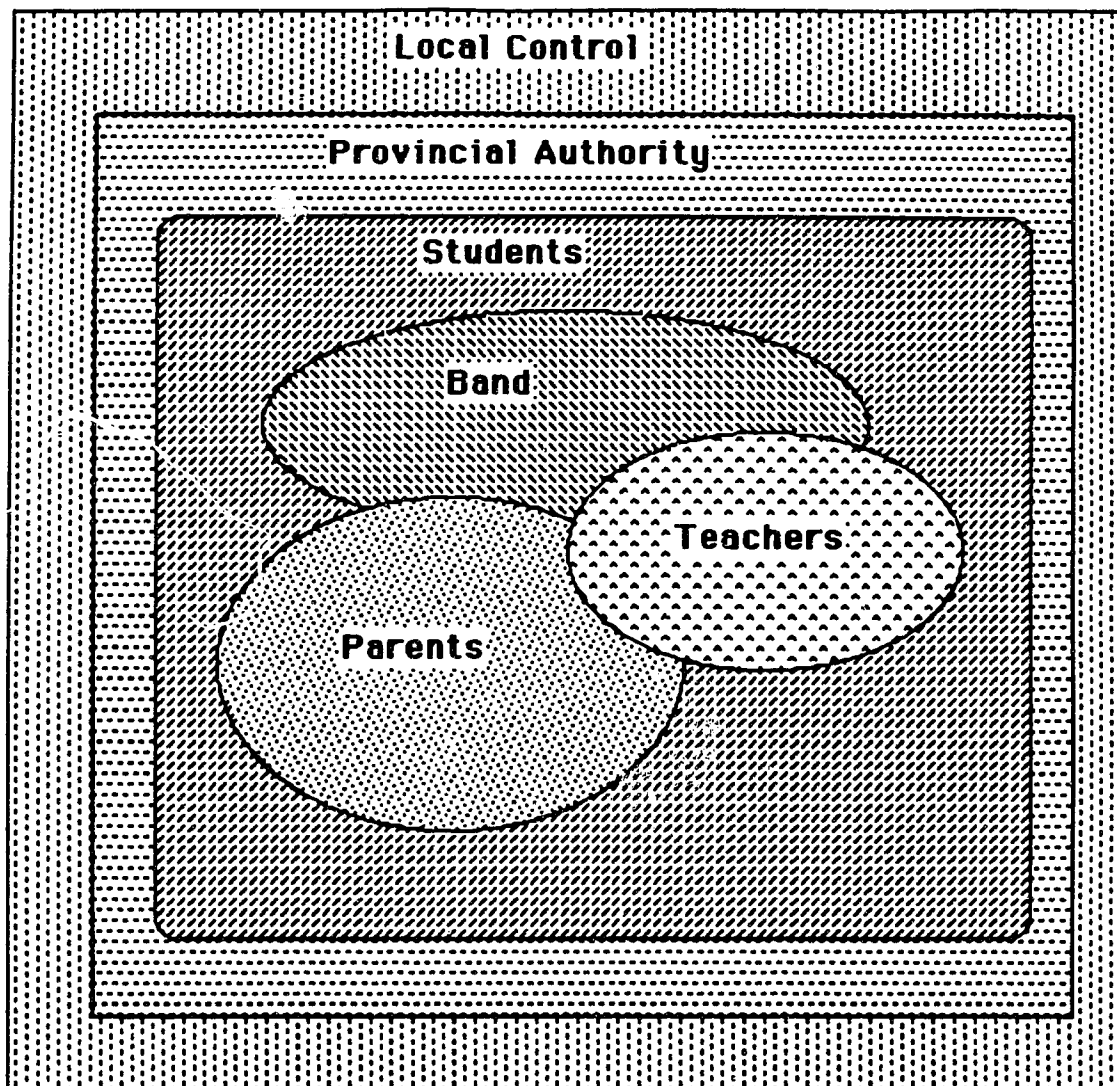 Local Control
Provincial Authority
Students
Band
Teachers
Parents